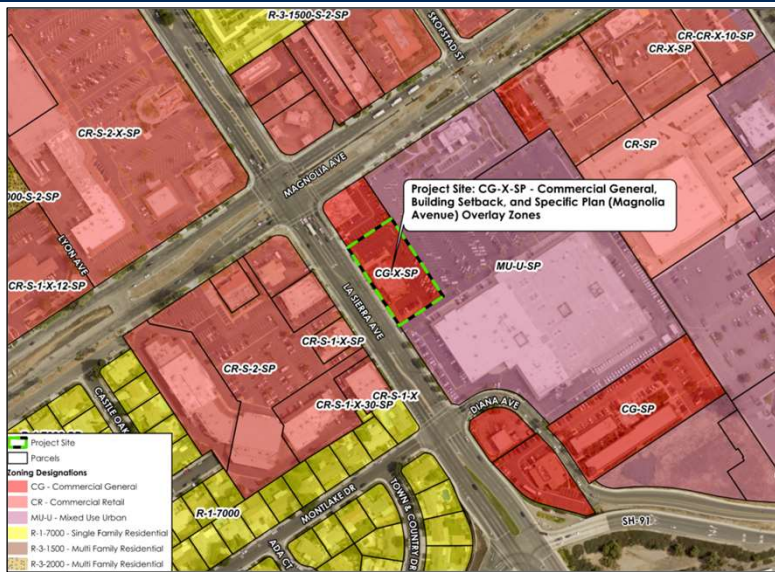 R-3-1500-S-2-SP
SKOFSTAD ST
CR-CR-X-10-SP
CR-X-SP
CR-S-2-X-SP
CR-SP
MAGNOLIA AVE
000-S-2-SP
Project Site: CG-X-SP - Commercial General,
Building Setback, and Specific Plan (Magnolia
Avenue) Overlay Zones
LYON AVE
CG-X-SP
MU-U-SP
CR-S-1-X-12-SP
LA SIERRA AVE
CR-S-1-X-SP
CR-S-2-SP
CASTLE OAK
CR-S-1-X
CR-S-1-X-30-SP
DIANA AVE
CG-SP
Project Site
Parcels
Zoning Designations
CG - Commercial General
CR - Commercial Retail
MU-U - Mixed Use Urban
R-1-7000 - Single Family Residential
R-3-1500 - Multi Family Residential
R-3-2000 - Multi Family Residential
R-1-7000
MONTLAKE DR
TOWN & COUNTRY DR
ADA CT
SH-91